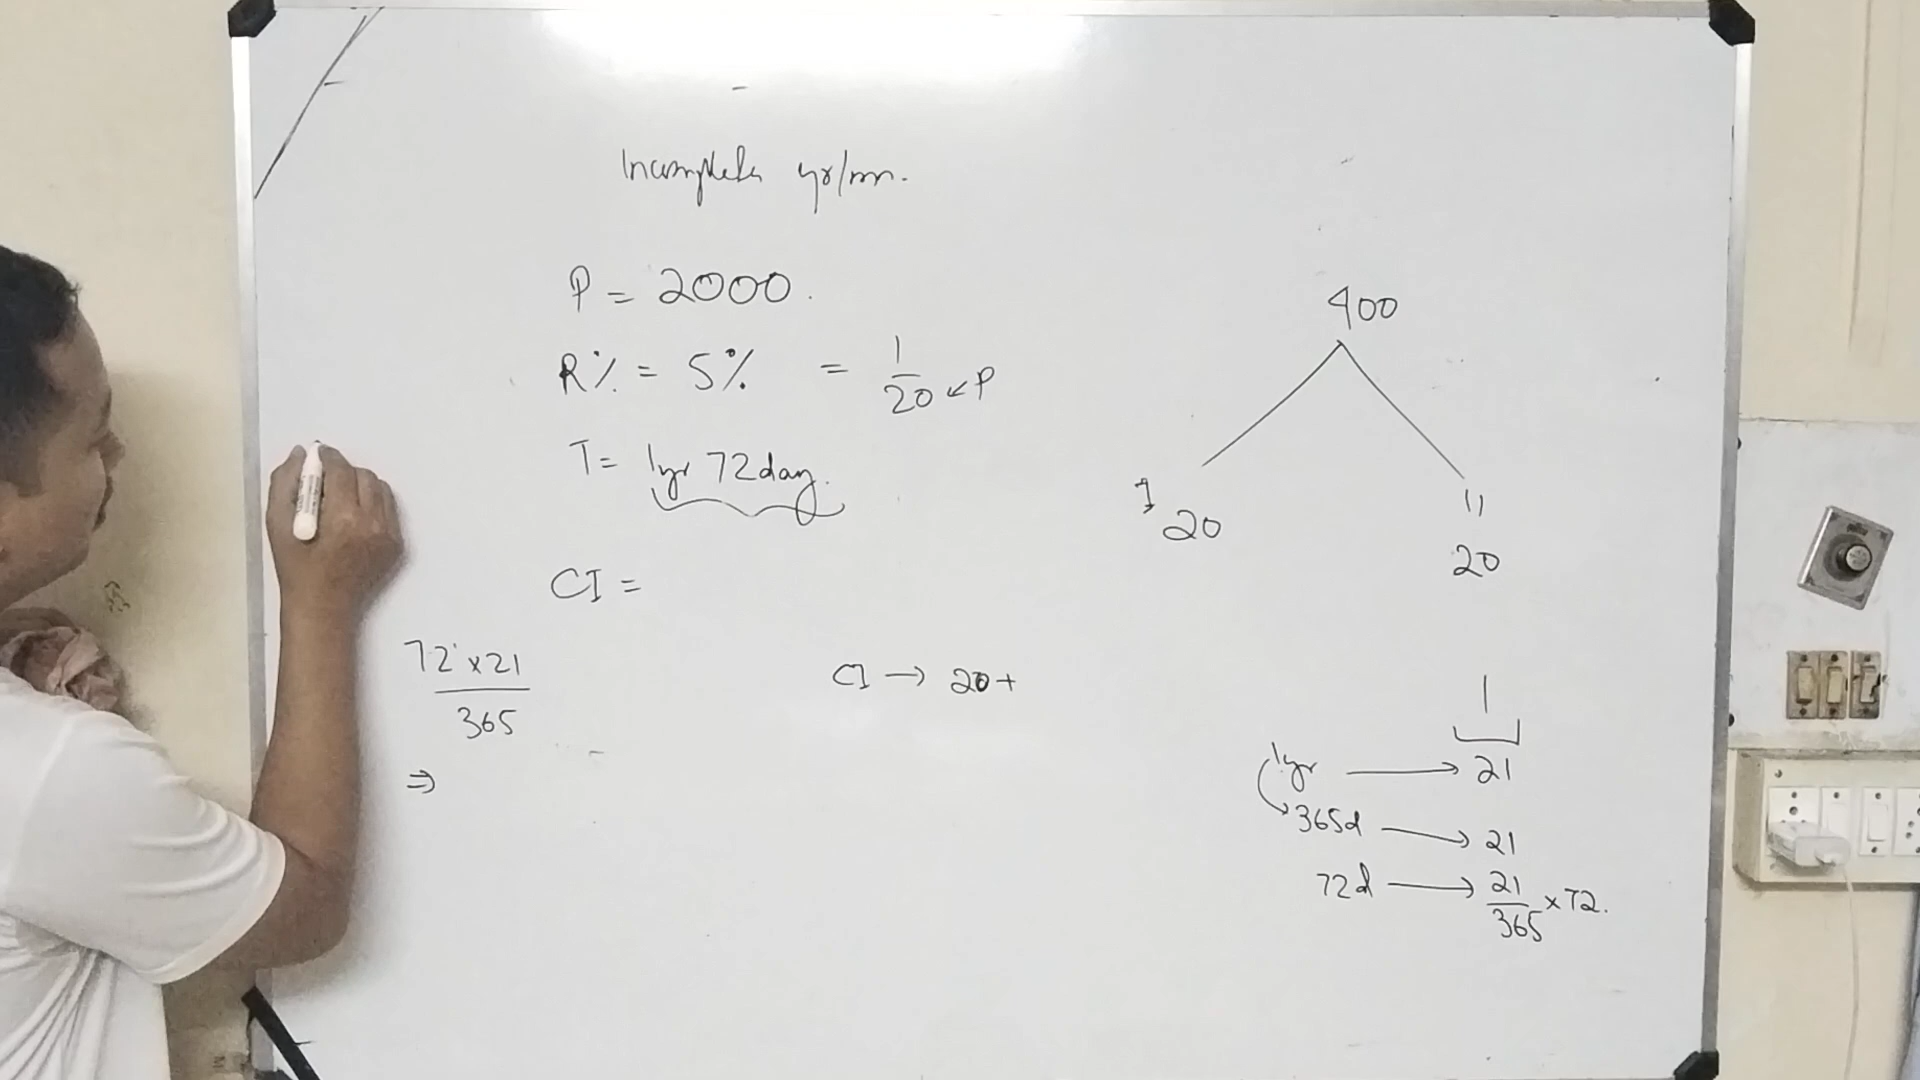 Incomplete yr/mn.
P = 2000.
R% = 5% = 1/20 ← P
T = 1yr 72day.
CI =
72 x 21 / 365
⇒
CI → 20 +
400
20
11
20
1
1yr → 21
365d → 21
72d → 21/365 x 72.